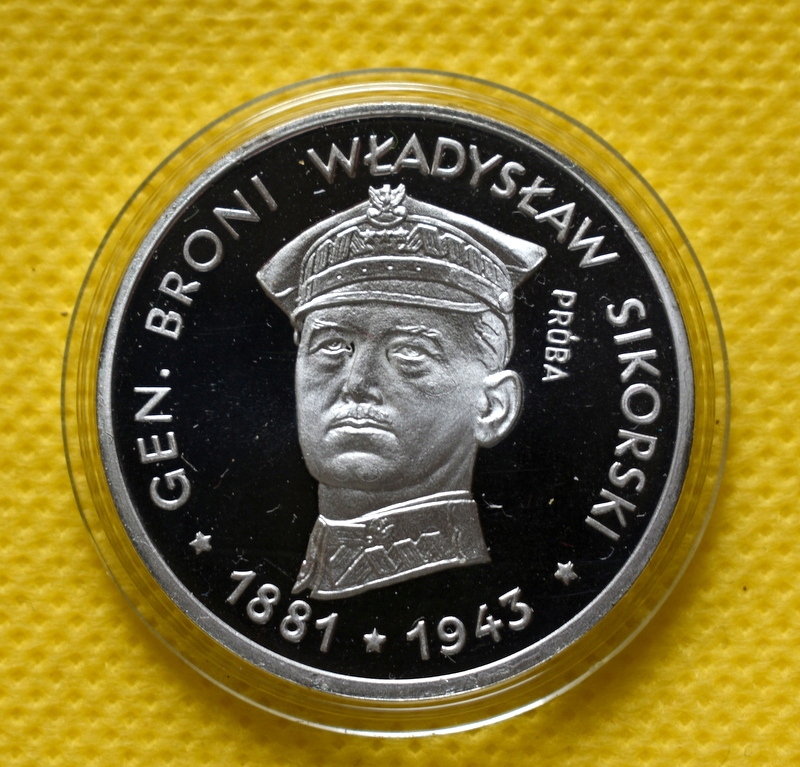 GEN. BRONI WŁADYSŁAW SIKORSKI
PRÓBA
★ 1881 ★ 1943 ★